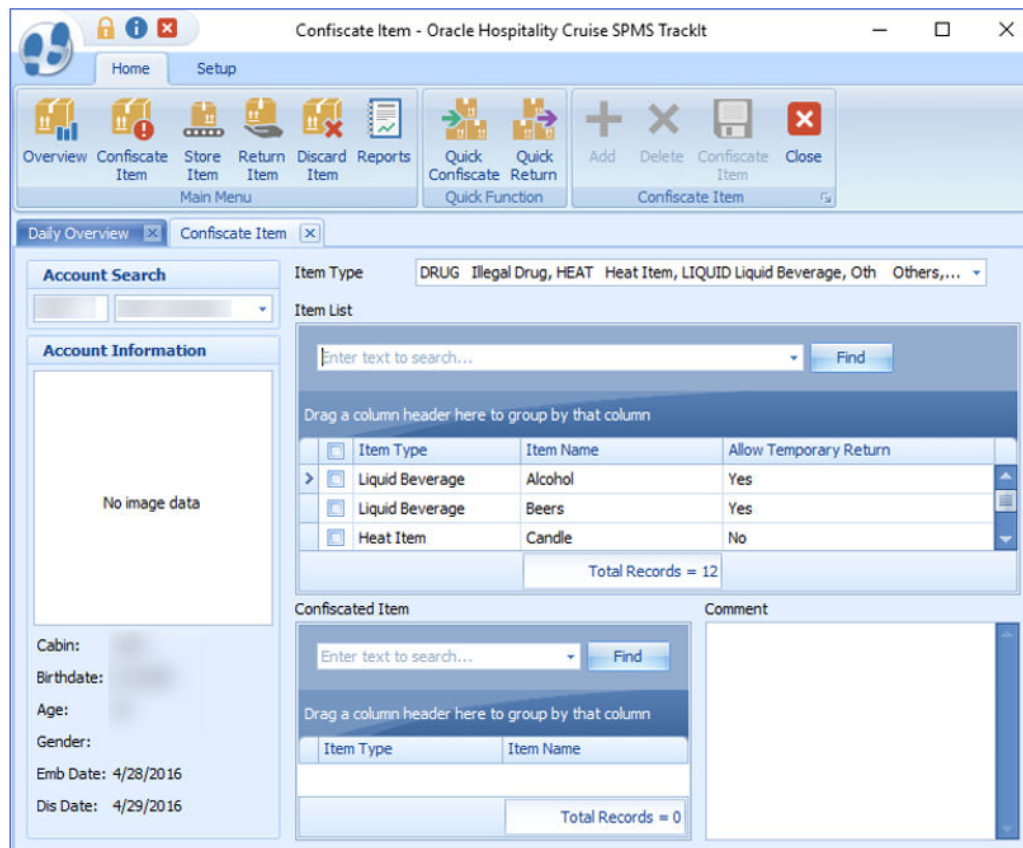 Confiscate Item - Oracle Hospitality Cruise SPMS TrackIt
Home Setup
Overview Confiscate Item Store Item Return Item Discard Item Reports Quick Confiscate Quick Return Add Delete Confiscate Item Close
Main Menu Quick Function Confiscate Item
Daily Overview Confiscate Item
Account Search
Account Information
No image data
Cabin:
Birthdate:
Age:
Gender:
Emb Date: 4/28/2016
Dis Date: 4/29/2016
Item Type DRUG Illegal Drug, HEAT Heat Item, LIQUID Liquid Beverage, Oth Others,...
Item List
Enter text to search... Find
Drag a column header here to group by that column
Item Type Item Name Allow Temporary Return
Liquid Beverage Alcohol Yes
Liquid Beverage Beers Yes
Heat Item Candle No
Total Records = 12
Confiscated Item
Enter text to search... Find
Drag a column header here to group by that column
Item Type Item Name
Total Records = 0
Comment